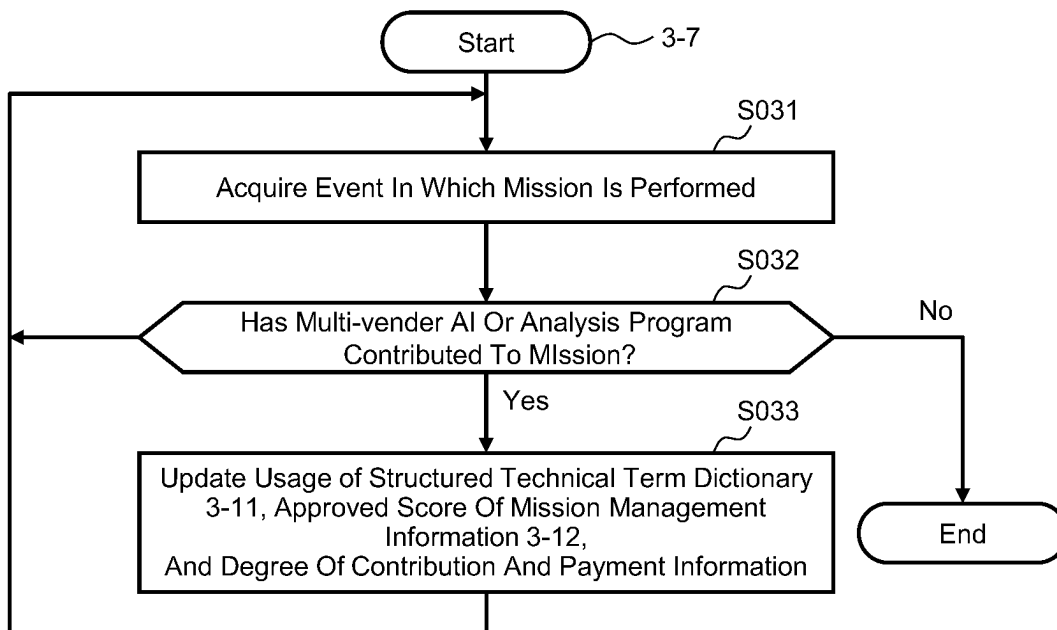 Start
3-7
S031
Acquire Event In Which Mission Is Performed
S032
Has Multi-vender AI Or Analysis Program
Contributed To MIssion?
No
Yes
S033
Update Usage of Structured Technical Term Dictionary
3-11, Approved Score Of Mission Management
Information 3-12,
And Degree Of Contribution And Payment Information
End